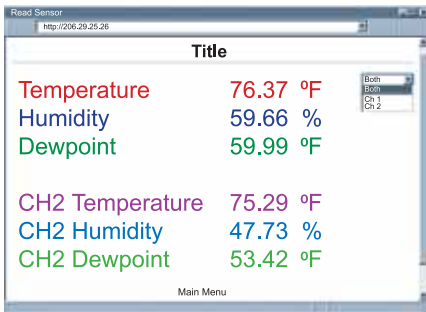 Read Sensor
http://206.29.25.26
Title
Temperature 76.37 ºF
Humidity 59.66 %
Dewpoint 59.99 ºF
Both
Both
Ch 1
Ch 2
CH2 Temperature 75.29 ºF
CH2 Humidity 47.73 %
CH2 Dewpoint 53.42 ºF
Main Menu